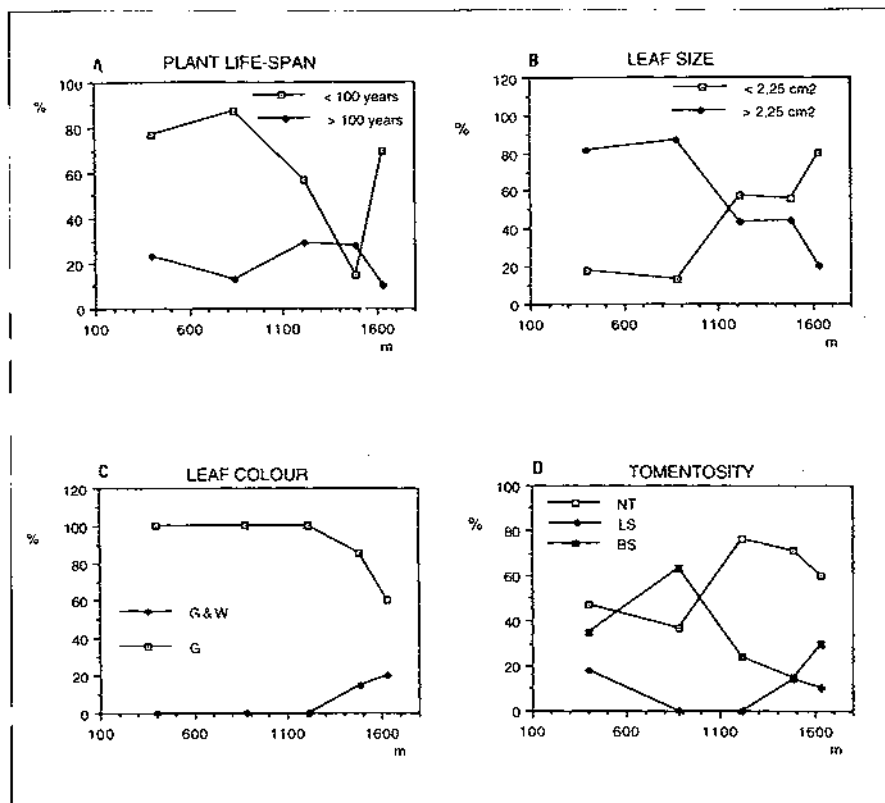 A PLANT LIFE-SPAN
100
80
60
40
20
0
%
< 100 years
> 100 years
100 600 1100 1600
m
B LEAF SIZE
120
100
80
60
40
20
0
%
< 2,25 cm2
> 2,25 cm2
100 600 1100 1600
m
C LEAF COLOUR
120
100
80
60
40
20
0
%
G & W
G
100 600 1100 1600
m
D TOMENTOSITY
100
80
60
40
20
0
%
NT
LS
BS
100 600 1100 1600
m